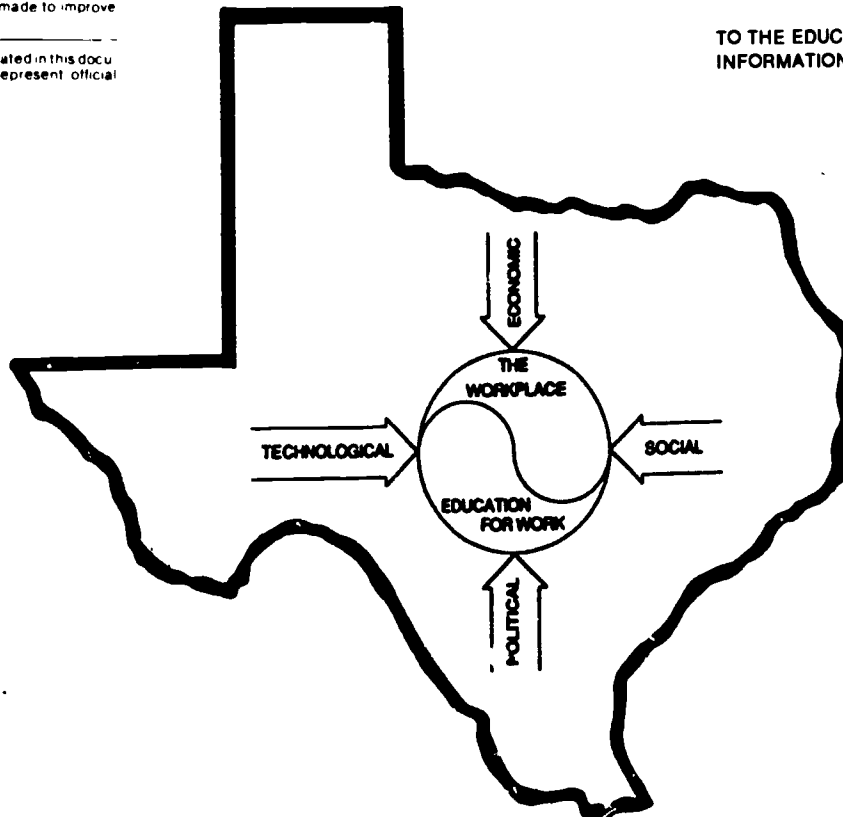 made to improve
ated in this docu
epresent official
TO THE EDUC
INFORMATION
ECONOMIC
THE
WORKPLACE
TECHNOLOGICAL
SOCIAL
EDUCATION
FOR WORK
POLITICAL